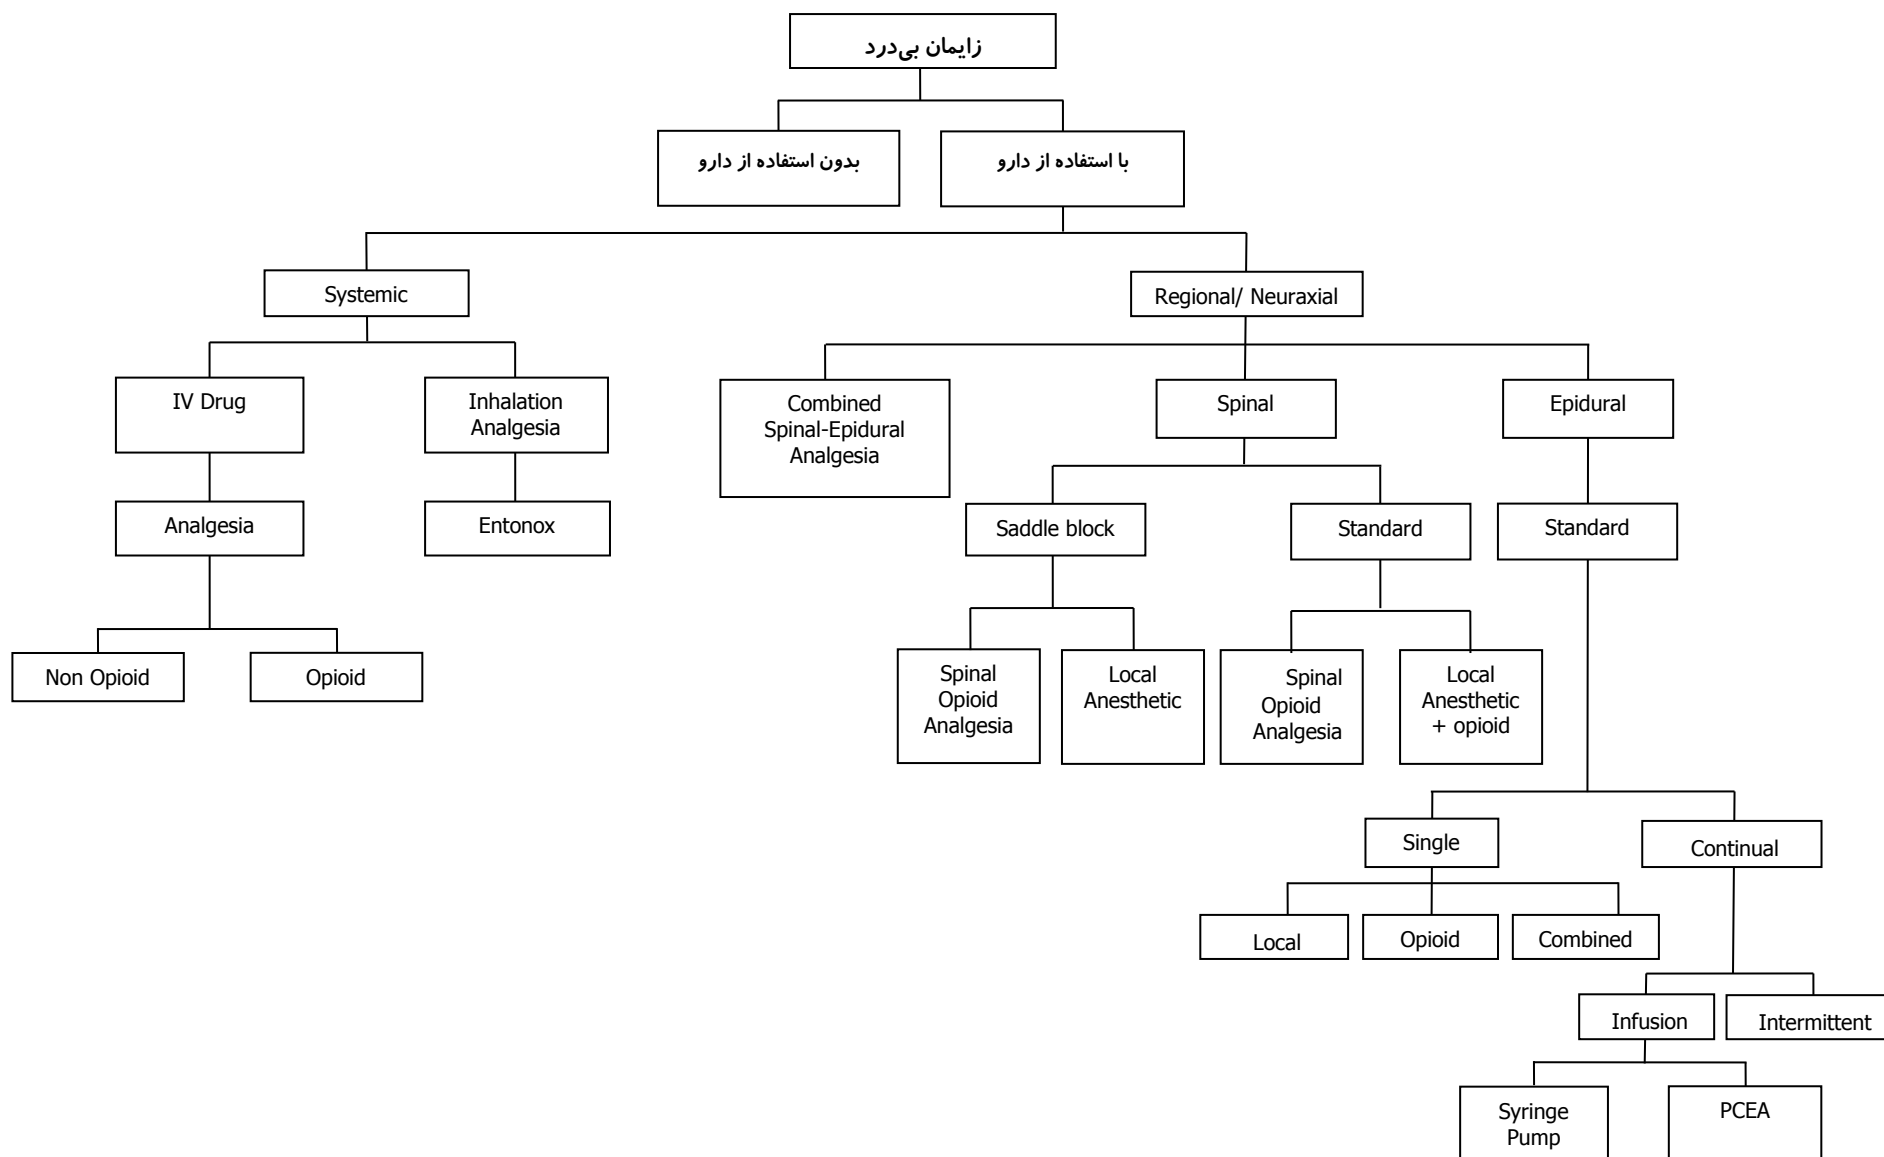 زایمان بی‌درد
بدون استفاده از دارو
با استفاده از دارو
Systemic
Regional/ Neuraxial
IV Drug
Inhalation
Analgesia
Combined
Spinal-Epidural
Analgesia
Spinal
Epidural
Analgesia
Entonox
Saddle block
Standard
Standard
Non Opioid
Opioid
Spinal
Opioid
Analgesia
Local
Anesthetic
Spinal
Opioid
Analgesia
Local
Anesthetic
+ opioid
Single
Continual
Local
Opioid
Combined
Infusion
Intermittent
Syringe
Pump
PCEA